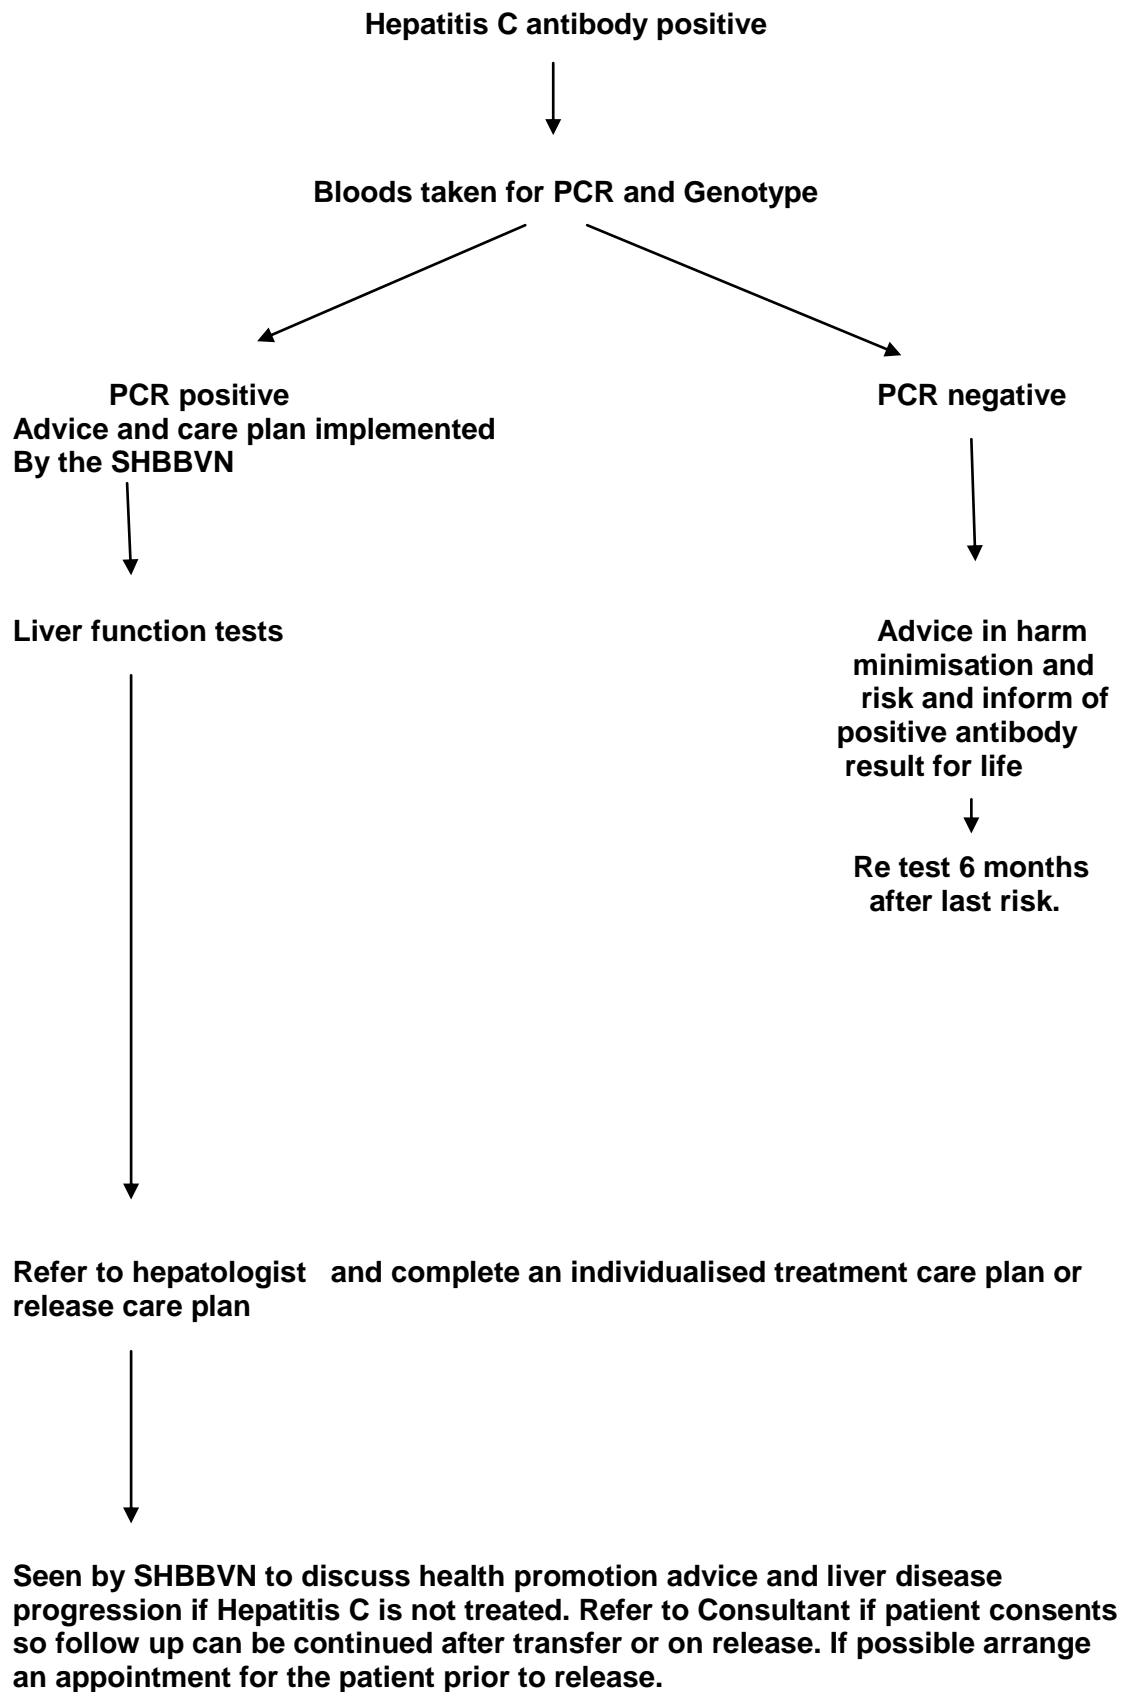 Hepatitis C antibody positive
Bloods taken for PCR and Genotype
PCR positive
Advice and care plan implemented
By the SHBBVN
PCR negative
Liver function tests
Advice in harm
minimisation and
risk and inform of
positive antibody
result for life
Re test 6 months
after last risk.
Refer to hepatologist   and complete an individualised treatment care plan or
release care plan
Seen by SHBBVN to discuss health promotion advice and liver disease
progression if Hepatitis C is not treated. Refer to Consultant if patient consents
so follow up can be continued after transfer or on release. If possible arrange
an appointment for the patient prior to release.